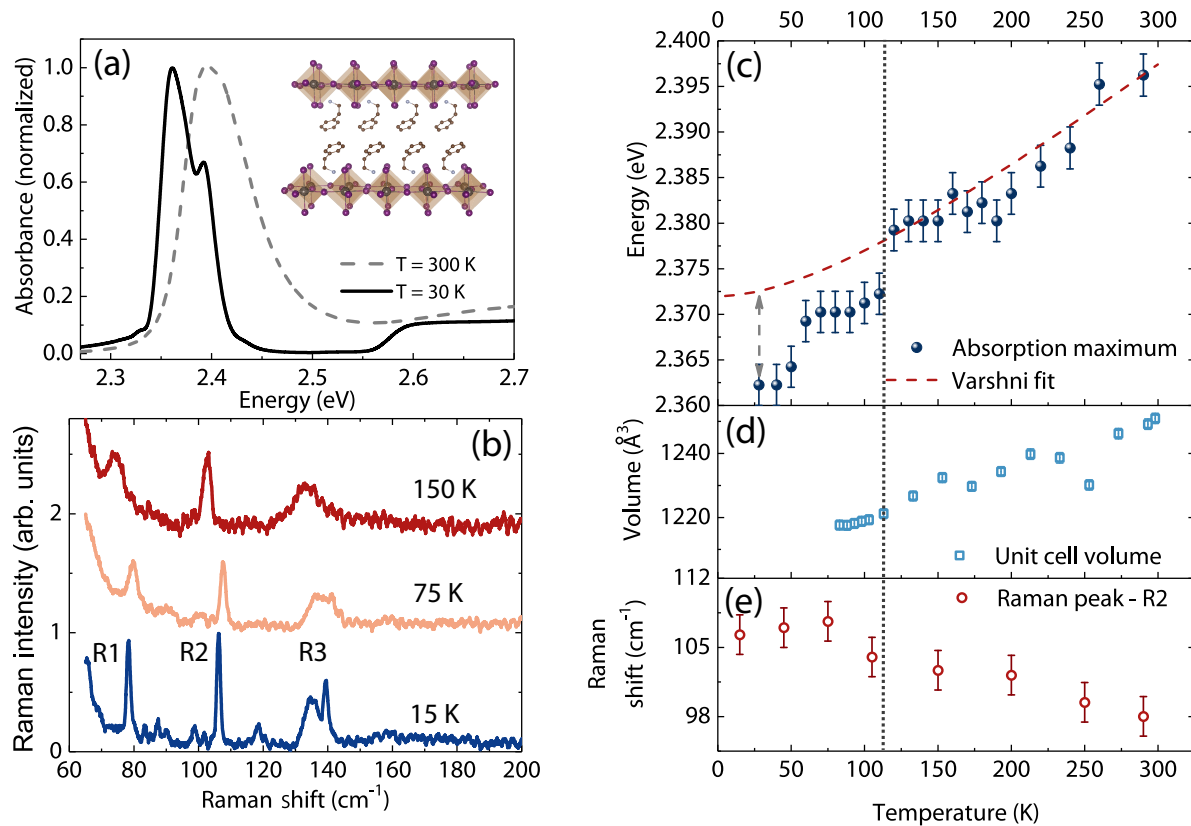 (a)
Absorbance (normalized)
1.0
0.8
0.6
0.4
0.2
0.0
T = 300 K
T = 30 K
2.3 2.4 2.5 2.6 2.7
Energy (eV)
(b)
Raman intensity (arb. units)
2
1
0
150 K
75 K
R1 R2 R3
15 K
60 80 100 120 140 160 180 200
Raman shift (cm⁻¹)
0 50 100 150 200 250 300
(c)
Energy (eV)
2.400
2.395
2.390
2.385
2.380
2.375
2.370
2.365
2.360
Absorption maximum
Varshni fit
(d)
Volume (Å³)
1240
1220
Unit cell volume
(e)
Raman
shift (cm⁻¹)
112
105
98
Raman peak - R2
0 50 100 150 200 250 300
Temperature (K)